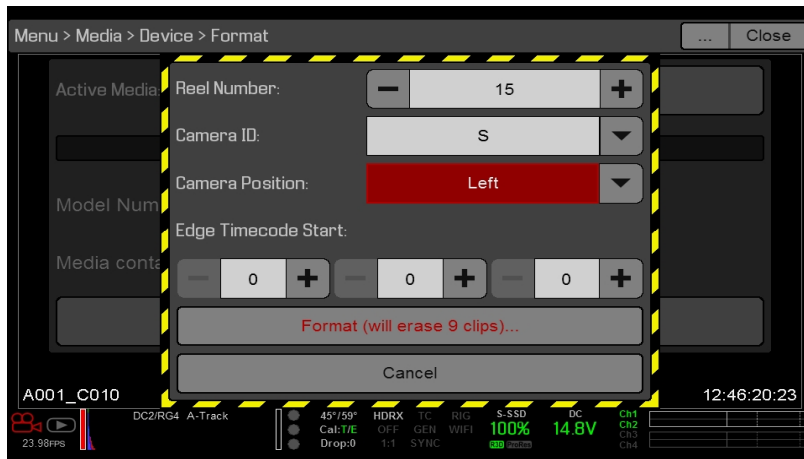 Menu > Media > Device > Format
... Close
Active Media:
Reel Number: 15
Camera ID: S
Camera Position: Left
Model Num
Edge Timecode Start:
Media conta
0 0 0
Format (will erase 9 clips)...
Cancel
A001_C010 12:46:20:23
DC2/RG4 A-Track 45°/59° HDRX TC RIG S-SSD DC Ch1
Cal:T/E OFF GEN WIFI 100% 14.8V Ch2
23.98FPS Drop:0 1:1 SYNC R3D ProRes Ch3
Ch4